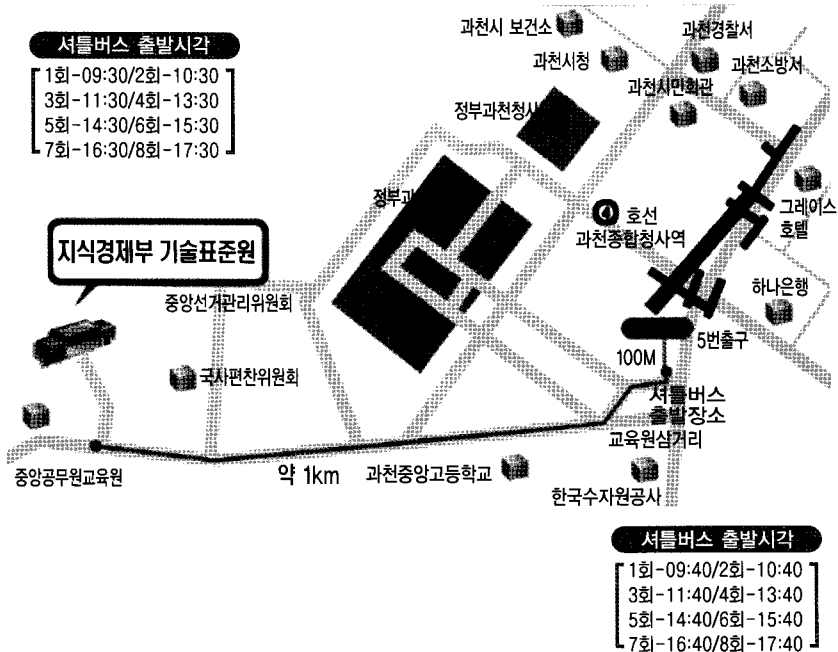 셔틀버스 출발시각
1회-09:30/2회-10:30
3회-11:30/4회-13:30
5회-14:30/6회-15:30
7회-16:30/8회-17:30
과천시 보건소
과천경찰서
과천시청
과천소방서
과천시민회관
정부과천청사
정부과
4 호선
과천종합청사역
그레이스
호텔
지식경제부 기술표준원
중앙선거관리위원회
하나은행
5번출구
100M
국사편찬위원회
셔틀버스
출발장소
교육원삼거리
중앙공무원교육원
약 1km
과천중앙고등학교
한국수자원공사
셔틀버스 출발시각
1회-09:40/2회-10:40
3회-11:40/4회-13:40
5회-14:40/6회-15:40
7회-16:40/8회-17:40